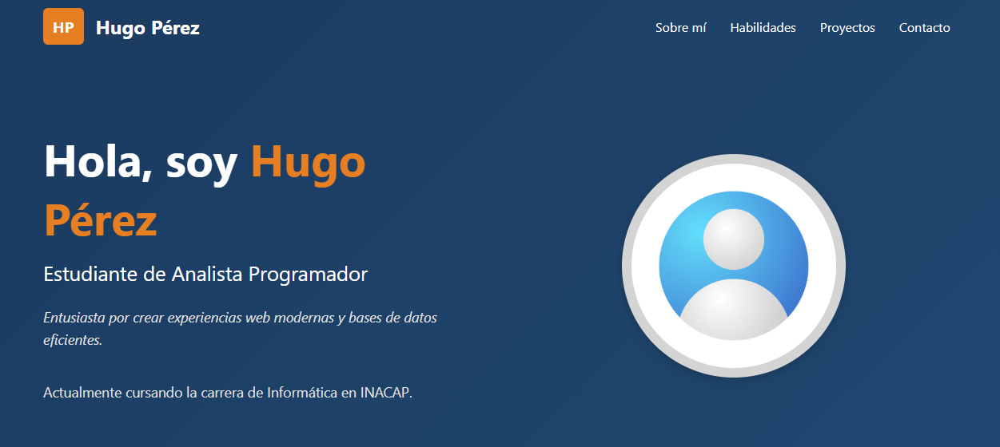 HP
Hugo Pérez
Sobre mí
Habilidades
Proyectos
Contacto
Hola, soy Hugo
Pérez
Estudiante de Analista Programador
Entusiasta por crear experiencias web modernas y bases de datos
eficientes.
Actualmente cursando la carrera de Informática en INACAP.